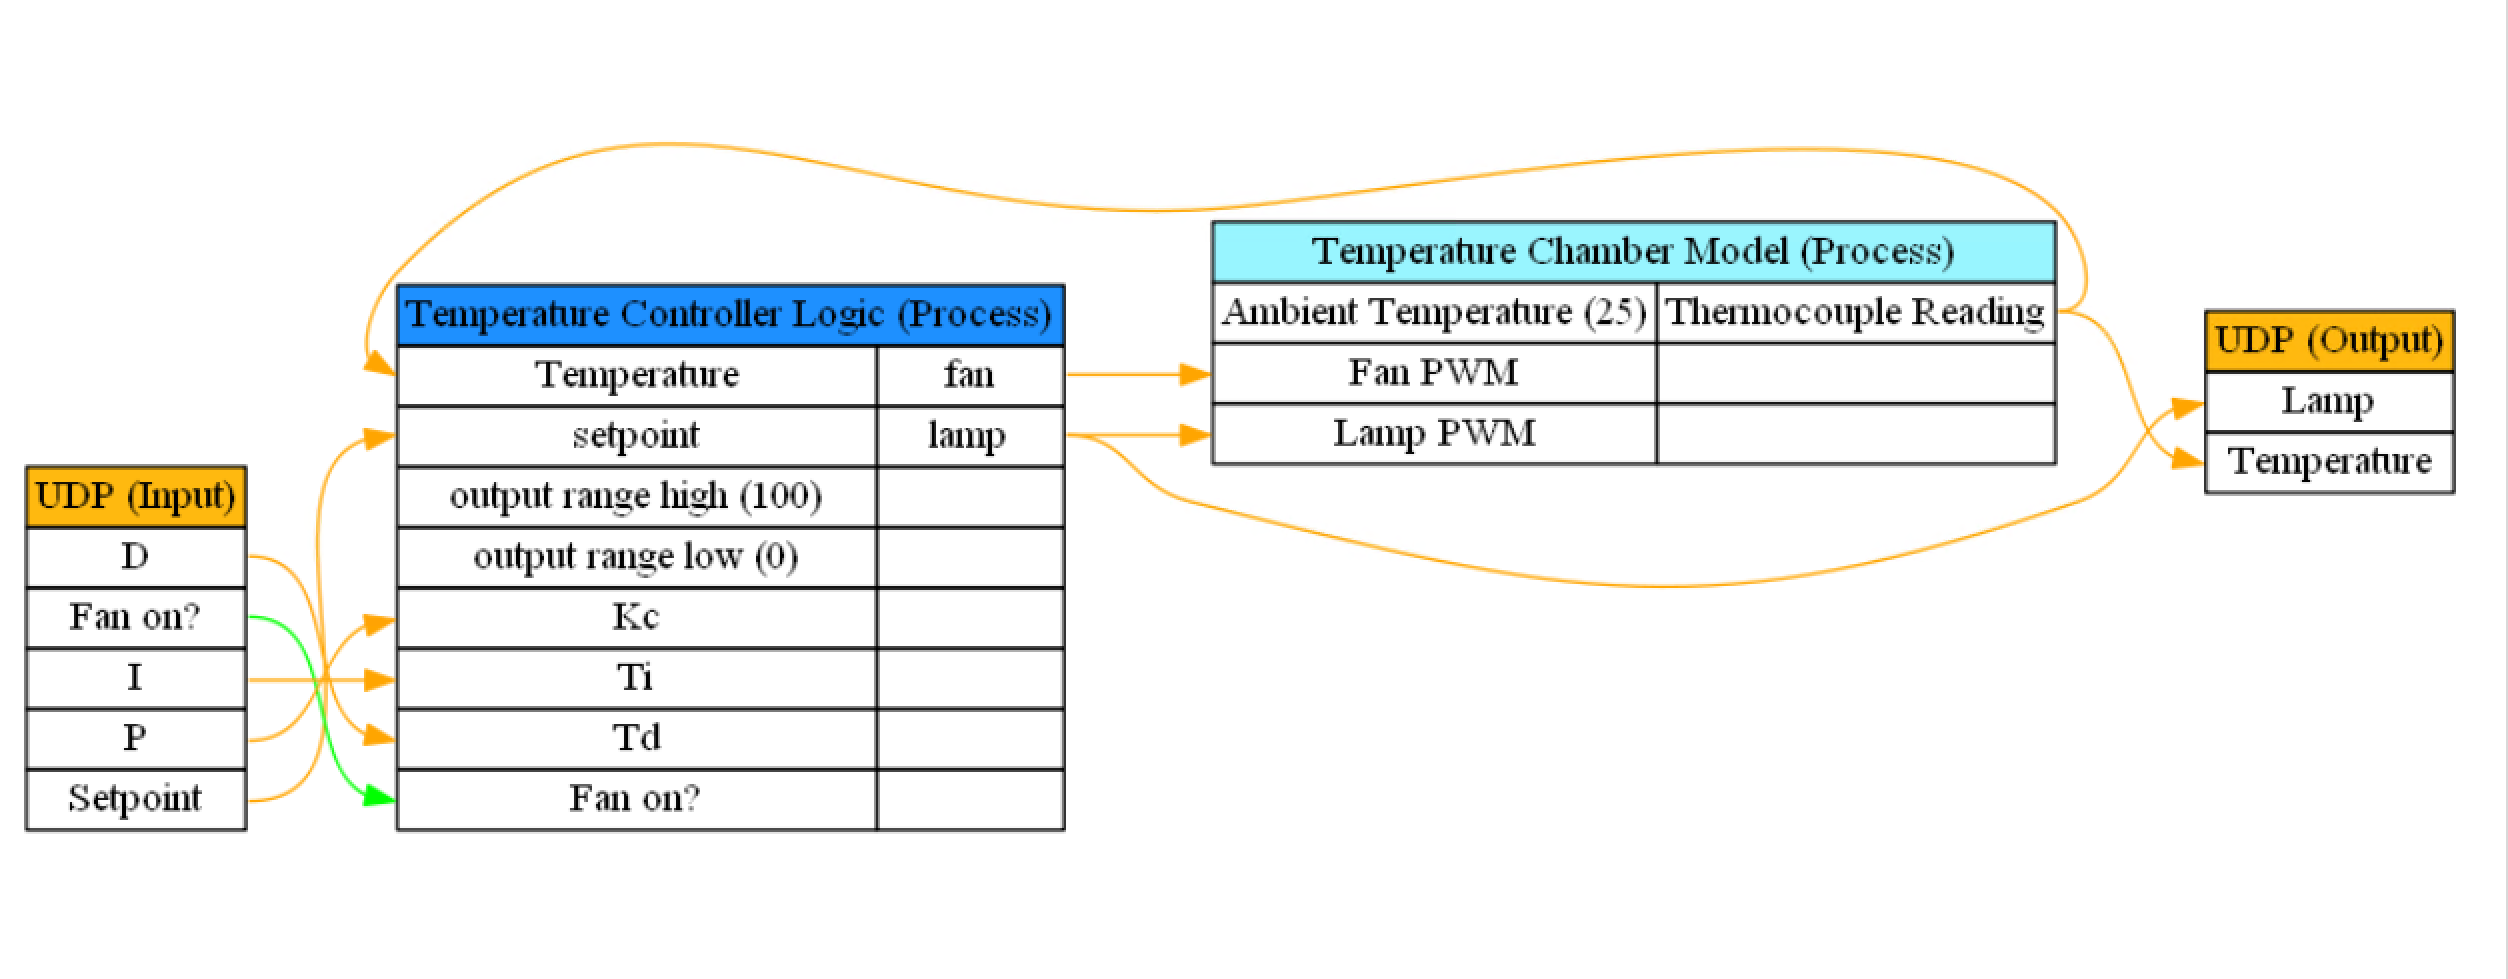 UDP (Input)
D
Fan on?
I
P
Setpoint
Temperature Controller Logic (Process)
Temperature fan
setpoint lamp
output range high (100)
output range low (0)
Kc
Ti
Td
Fan on?
Temperature Chamber Model (Process)
Ambient Temperature (25) Thermocouple Reading
Fan PWM
Lamp PWM
UDP (Output)
Lamp
Temperature